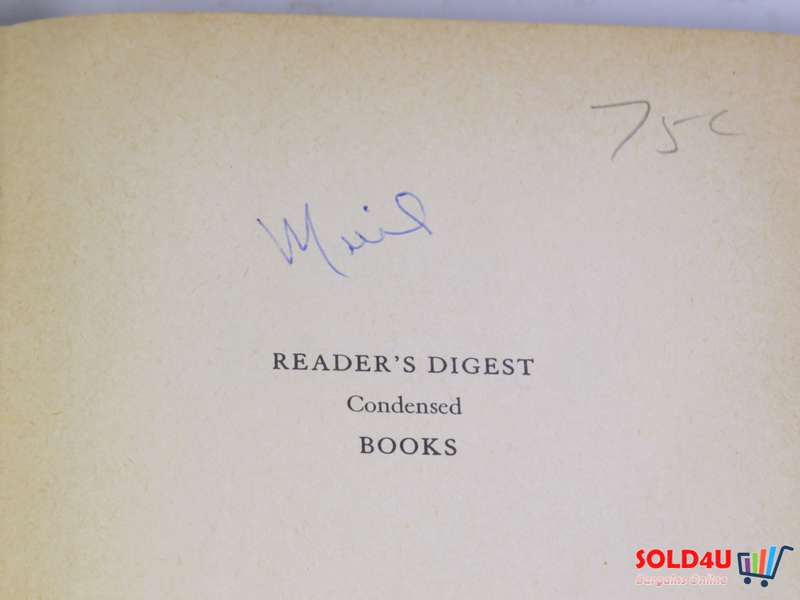 75c
READER'S DIGEST
Condensed
BOOKS
SOLD4U
Bargains Online